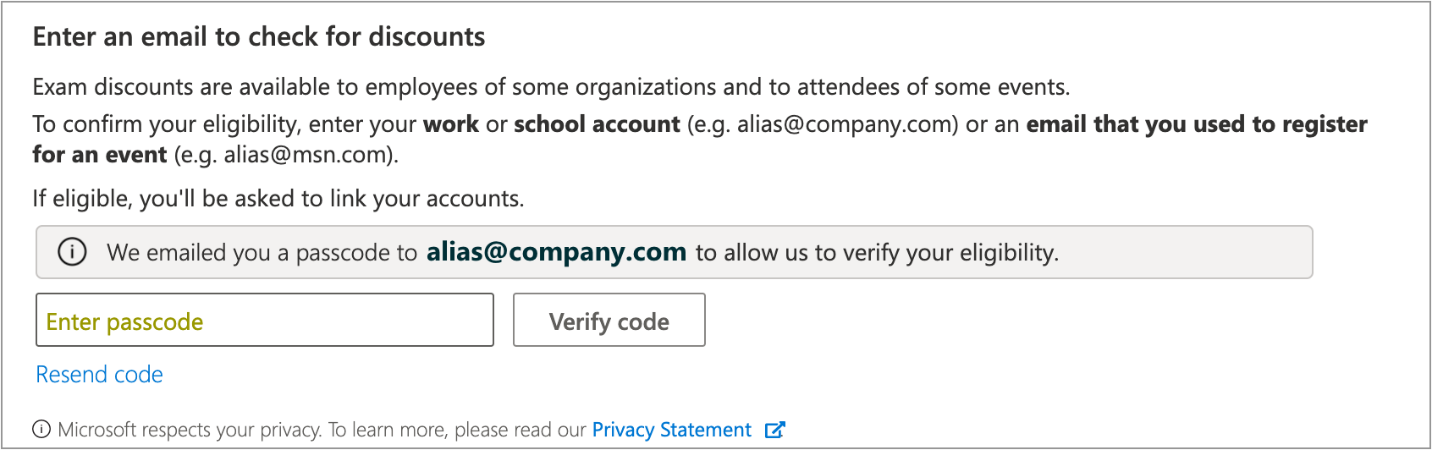 Enter an email to check for discounts
Exam discounts are available to employees of some organizations and to attendees of some events.
To confirm your eligibility, enter your work or school account (e.g. alias@company.com) or an email that you used to register
for an event (e.g. alias@msn.com).
If eligible, you'll be asked to link your accounts.
We emailed you a passcode to alias@company.com to allow us to verify your eligibility.
Enter passcode
Verify code
Resend code
Microsoft respects your privacy. To learn more, please read our Privacy Statement